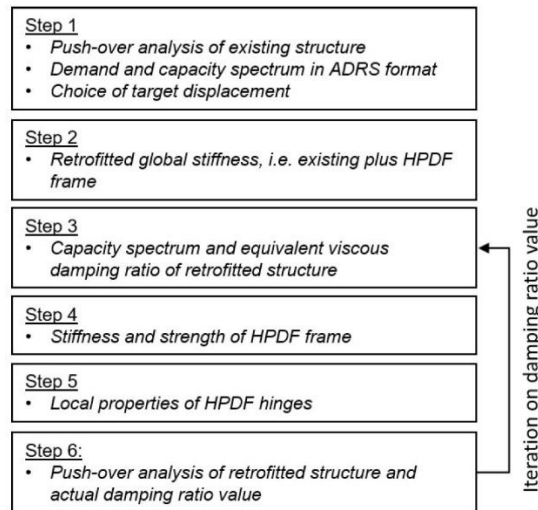 Step 1
• Push-over analysis of existing structure
• Demand and capacity spectrum in ADRS format
• Choice of target displacement
Step 2
• Retrofitted global stiffness, i.e. existing plus HPDF
frame
Step 3
• Capacity spectrum and equivalent viscous
damping ratio of retrofitted structure
Step 4
• Stiffness and strength of HPDF frame
Step 5
• Local properties of HPDF hinges
Step 6:
• Push-over analysis of retrofitted structure and
actual damping ratio value
Iteration on damping ratio value